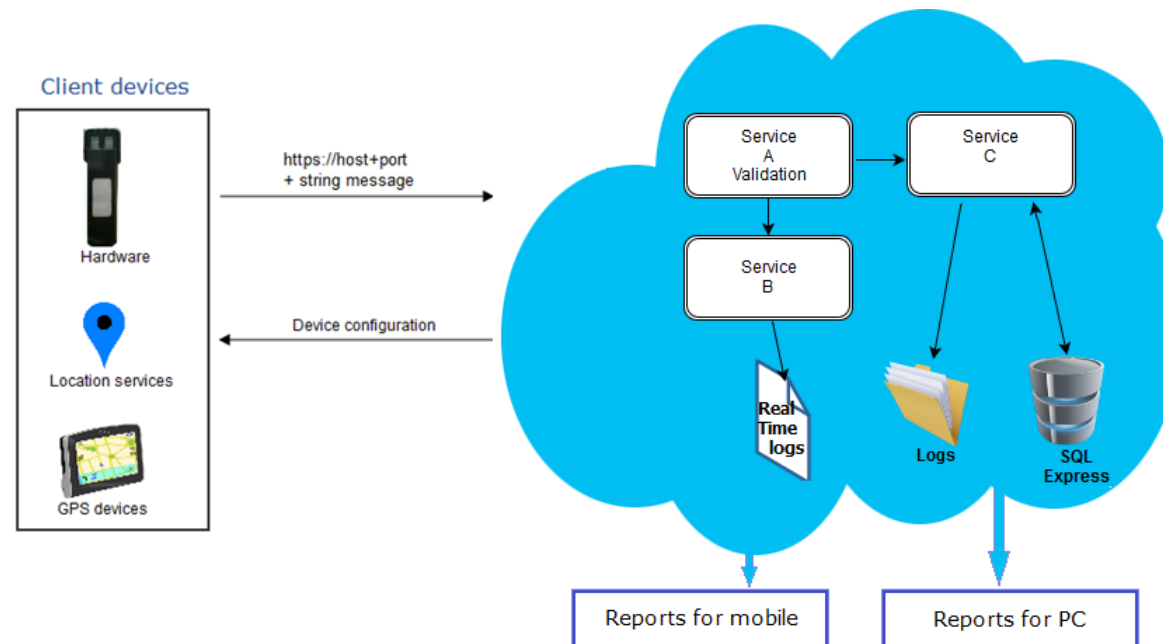 Client devices
Hardware
Location services
GPS devices
https://host+port
+ string message
Device configuration
Service
A
Validation
Service
C
Service
B
Real
Time
logs
Logs
SQL
Express
Reports for mobile
Reports for PC